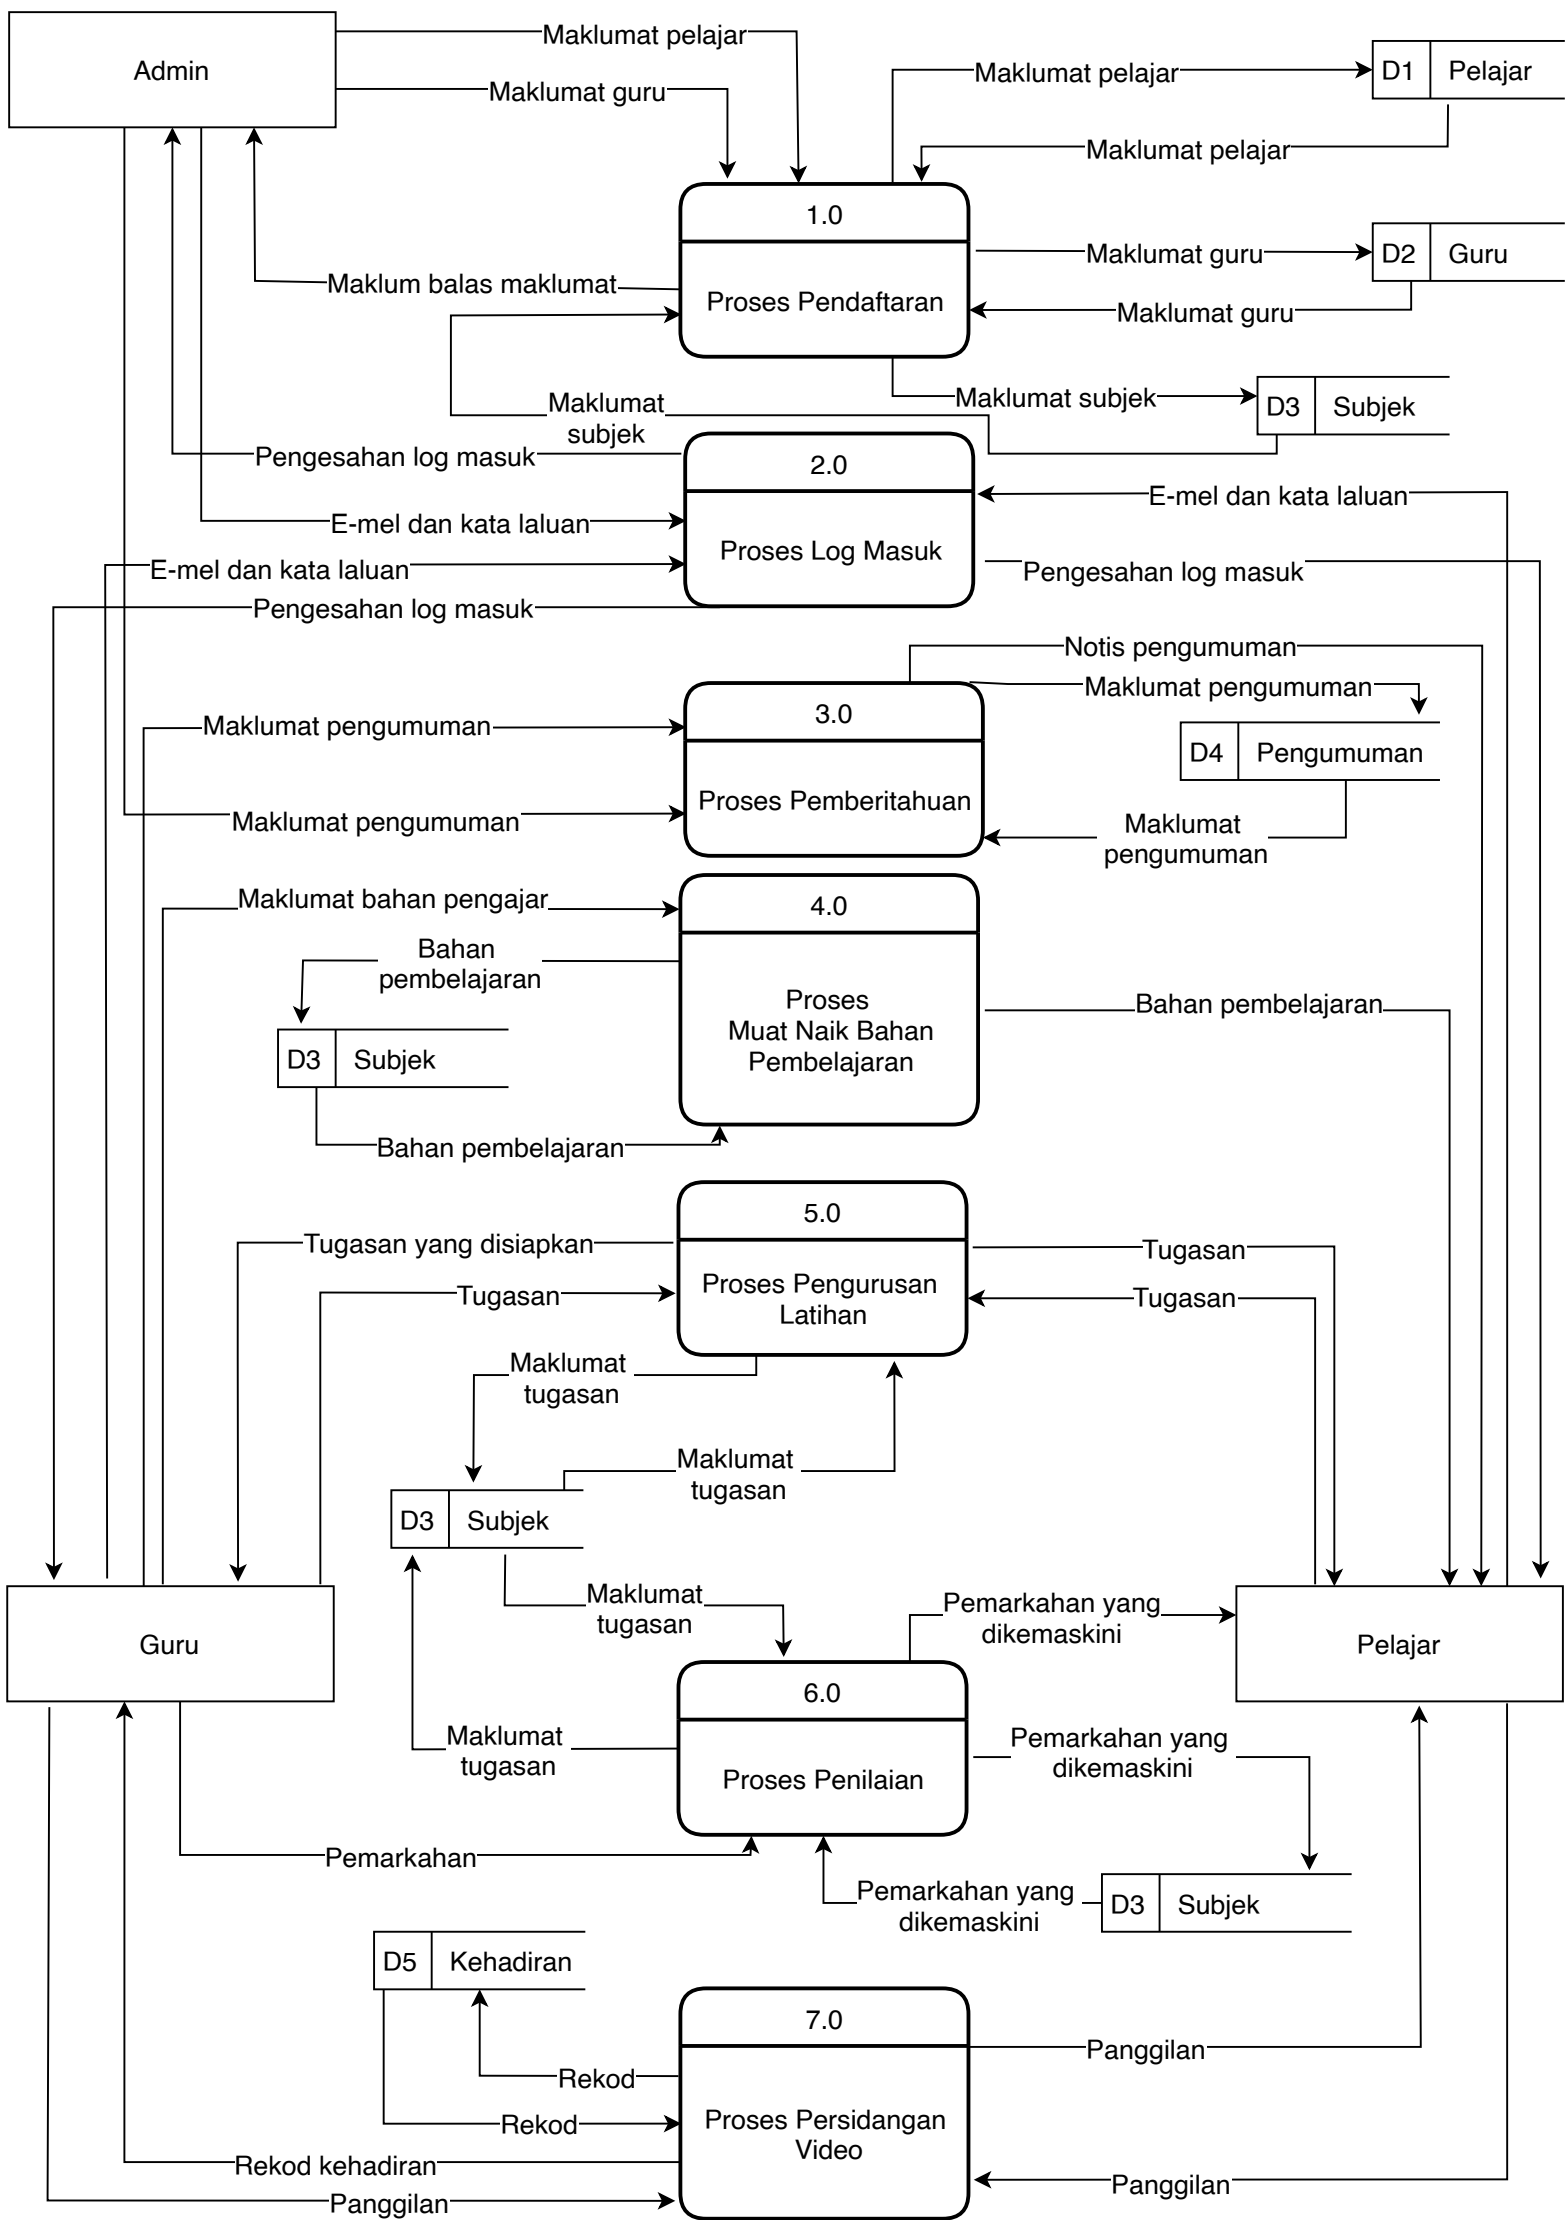 Maklumat pelajar
Admin
Maklumat pelajar
D1
Pelajar
Maklumat guru
Maklumat pelajar
1.0
Maklumat guru
D2
Guru
Maklum balas maklumat
Proses Pendaftaran
Maklumat guru
Maklumat
subjek
Maklumat subjek
D3
Subjek
Pengesahan log masuk
2.0
E-mel dan kata laluan
E-mel dan kata laluan
Proses Log Masuk
E-mel dan kata laluan
Pengesahan log masuk
Pengesahan log masuk
Notis pengumuman
Maklumat pengumuman
3.0
Maklumat pengumuman
D4
Pengumuman
Proses Pemberitahuan
Maklumat pengumuman
Maklumat
pengumuman
Maklumat bahan pengajar
4.0
Bahan
pembelajaran
Proses
Muat Naik Bahan
Pembelajaran
Bahan pembelajaran
D3
Subjek
Bahan pembelajaran
5.0
Tugasan yang disiapkan
Tugasan
Proses Pengurusan
Latihan
Tugasan
Tugasan
Maklumat
tugasan
Maklumat
tugasan
D3
Subjek
Maklumat
tugasan
Pemarkahan yang
dikemaskini
Guru
Pelajar
6.0
Maklumat
tugasan
Pemarkahan yang
dikemaskini
Proses Penilaian
Pemarkahan
Pemarkahan yang
dikemaskini
D3
Subjek
D5
Kehadiran
7.0
Panggilan
Rekod
Proses Persidangan
Video
Rekod
Rekod kehadiran
Panggilan
Panggilan